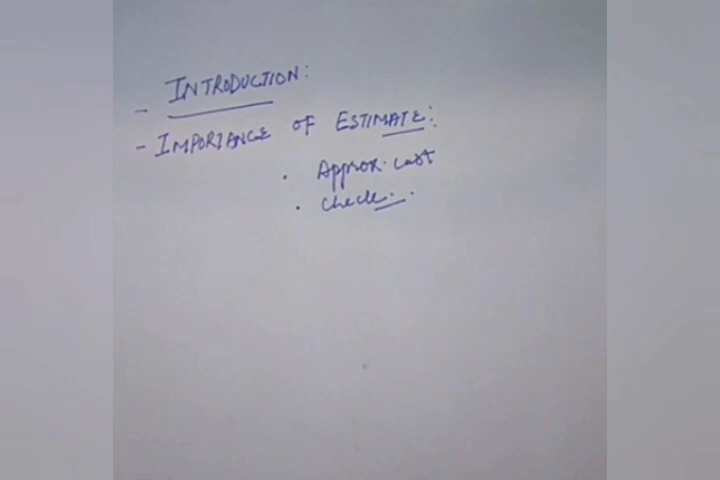 - INTRODUCTION:
- IMPORTANCE OF ESTIMATE:
. Approx. cost
. Check..